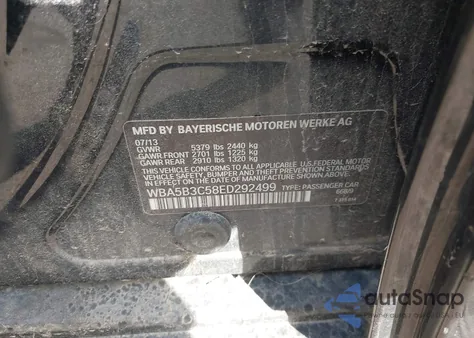 MFD BY BAYERISCHE MOTOREN WERKE AG
07/13
GVWR 5379 lbs 2440 kg
GAWR FRONT 2701 lbs 1225 kg
GAWR REAR 2910 lbs 1320 kg
THIS VEHICLE CONFORMS TO ALL APPLICABLE U.S.FEDERAL MOTOR
VEHICLE SAFETY, BUMPER AND THEFT PREVENTION STANDARDS IN
EFFECT ON THE DATE OF MANUFACTURE SHOWN ABOVE.
WBA5B3C58ED292499 TYPE: PASSENGER CAR
autoSnap